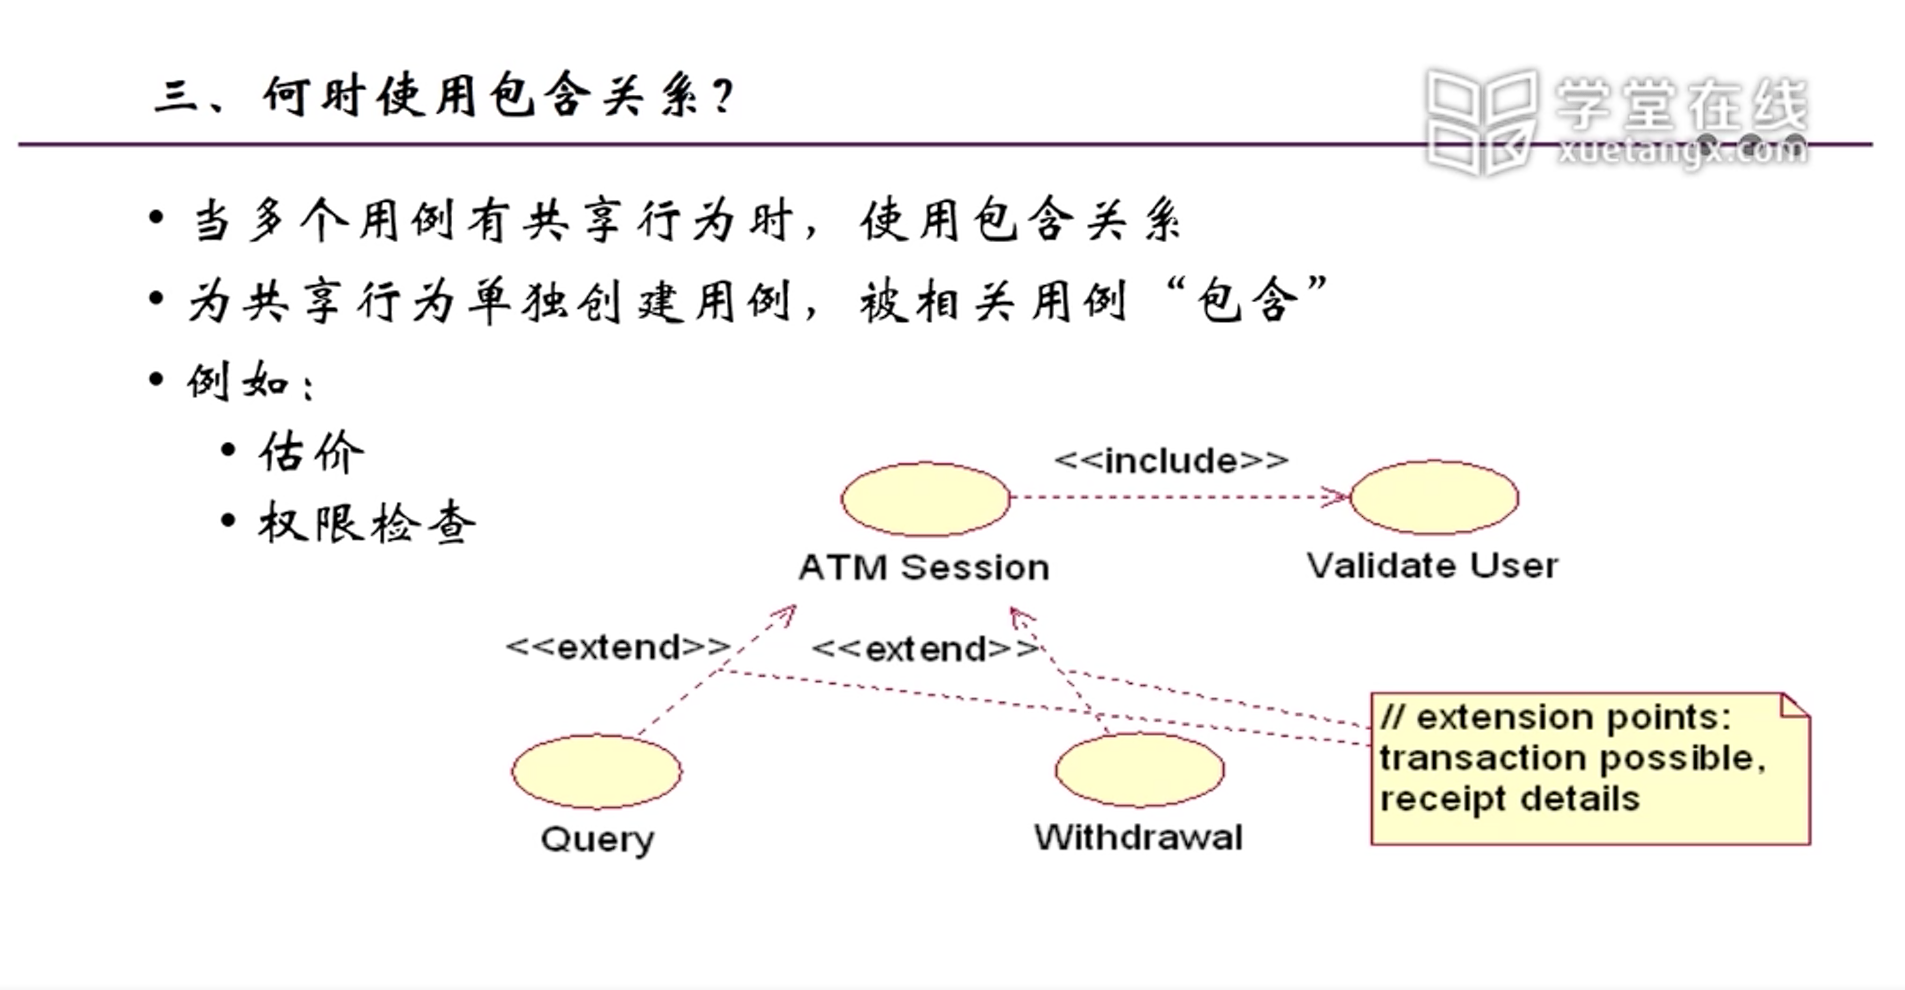 三、何时使用包含关系?
学堂在线
xuetangx.com
• 当多个用例有共享行为时，使用包含关系
• 为共享行为单独创建用例，被相关用例“包含”
• 例如：
• 估价
• 权限检查
<<include>>
ATM Session
Validate User
<<extend>>
<<extend>>
// extension points:
transaction possible,
receipt details
Query
Withdrawal